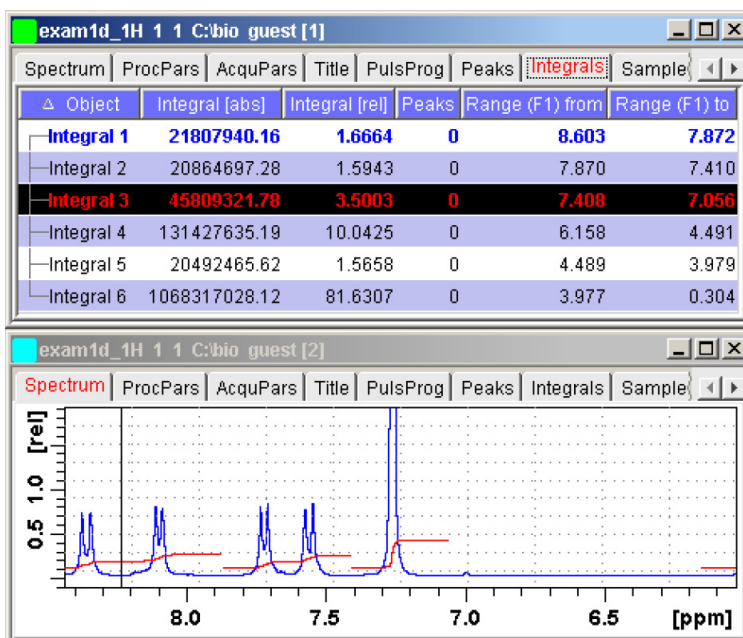 exam1d_1H 1 1 C:\bio guest [1]
Spectrum ProcPars AcquPars Title PulsProg Peaks Integrals Sample
Δ Object Integral [abs] Integral [rel] Peaks Range (F1) from Range (F1) to
Integral 1 21807940.16 1.6664 0 8.603 7.872
Integral 2 20864697.28 1.5943 0 7.870 7.410
Integral 3 45809321.78 3.5003 0 7.408 7.056
Integral 4 131427635.19 10.0425 0 6.158 4.491
Integral 5 20492465.62 1.5658 0 4.489 3.979
Integral 6 1068317028.12 81.6307 0 3.977 0.304
exam1d_1H 1 1 C:\bio guest [2]
Spectrum ProcPars AcquPars Title PulsProg Peaks Integrals Sample
[rel]
1.0
0.5
8.0 7.5 7.0 6.5 [ppm]